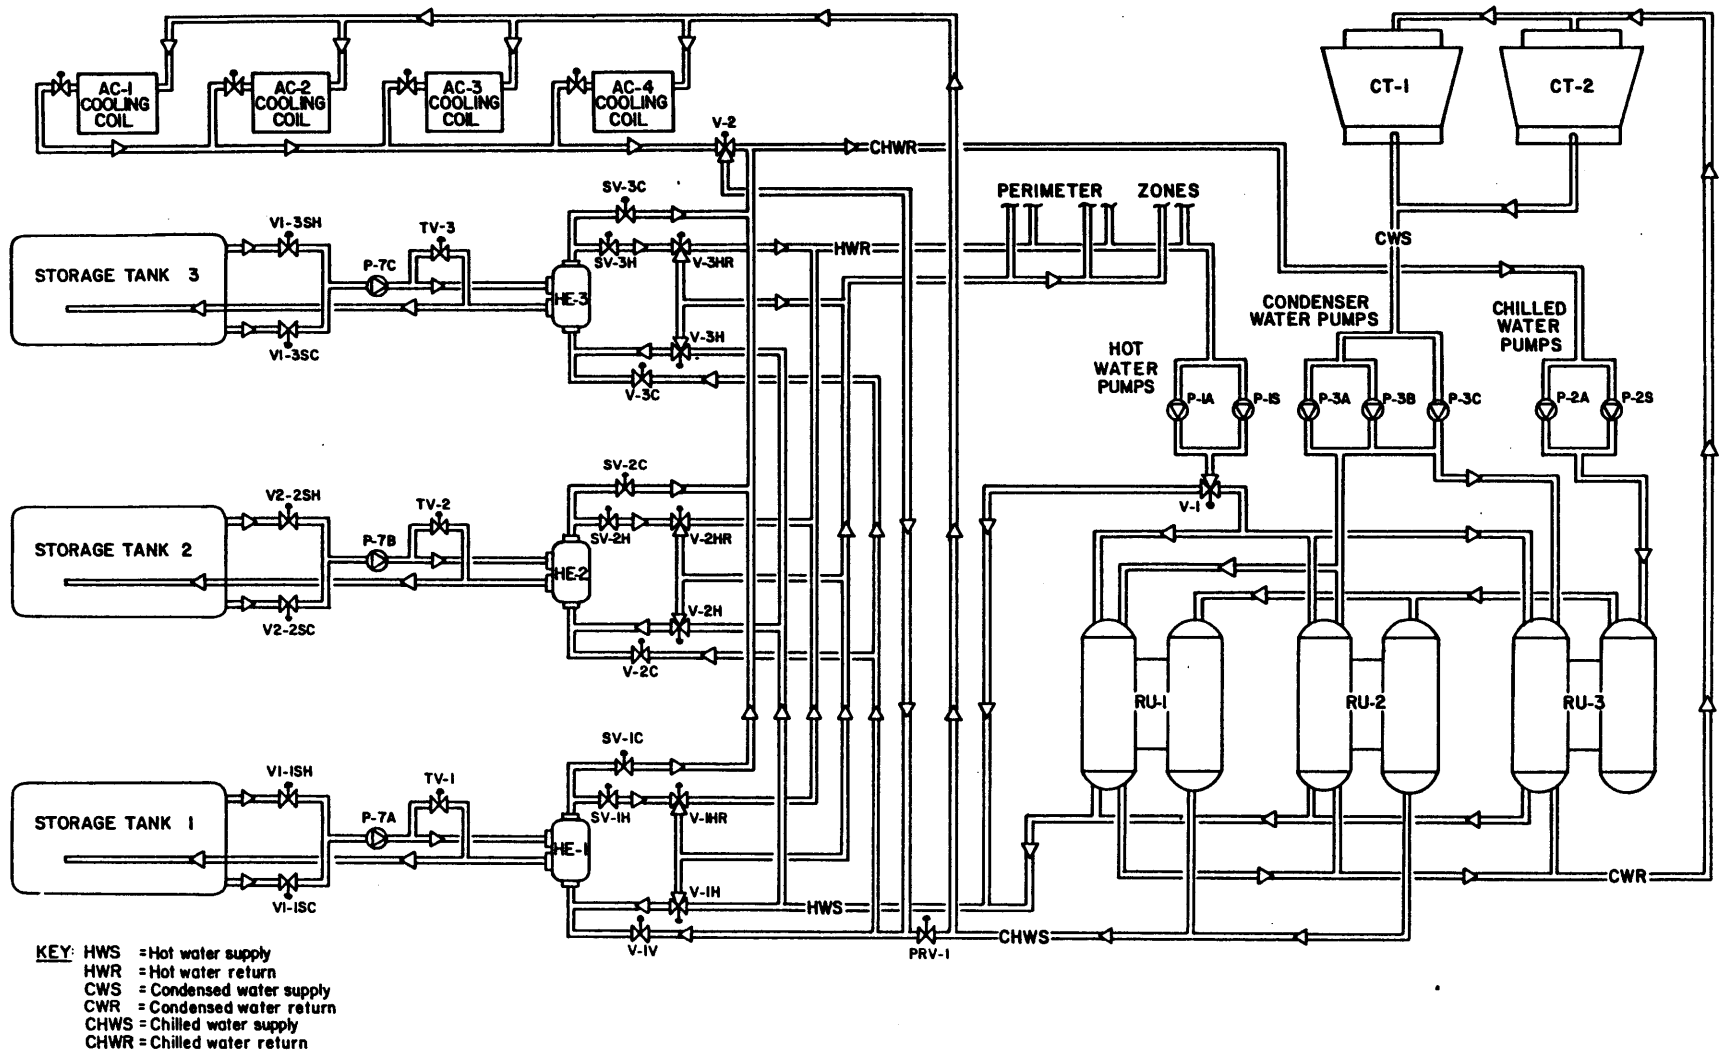 AC-1
COOLING
COIL
AC-2
COOLING
COIL
AC-3
COOLING
COIL
AC-4
COOLING
COIL
V-2
CHWR
CT-1
CT-2
PERIMETER ZONES
CWS
SV-3C
V1-3SH
TV-3
P-7C
SV-3H
V-3HR
HWR
STORAGE TANK 3
HE-3
V1-3SC
V-3H
V-3C
CONDENSER
WATER PUMPS
CHILLED
WATER
PUMPS
HOT
WATER
PUMPS
P-1A
P-1S
P-3A
P-3B
P-3C
P-2A
P-2S
SV-2C
V2-2SH
TV-2
P-7B
SV-2H
V-2HR
V-1
STORAGE TANK 2
HE-2
V2-2SC
V-2H
V-2C
RU-1
RU-2
RU-3
SV-1C
V1-1SH
TV-1
P-7A
SV-1H
V-1HR
STORAGE TANK 1
HE-1
V1-1SC
V-1H
HWS
CWR
V-1V
PRV-1
CHWS
KEY: HWS = Hot water supply
HWR = Hot water return
CWS = Condensed water supply
CWR = Condensed water return
CHWS = Chilled water supply
CHWR = Chilled water return